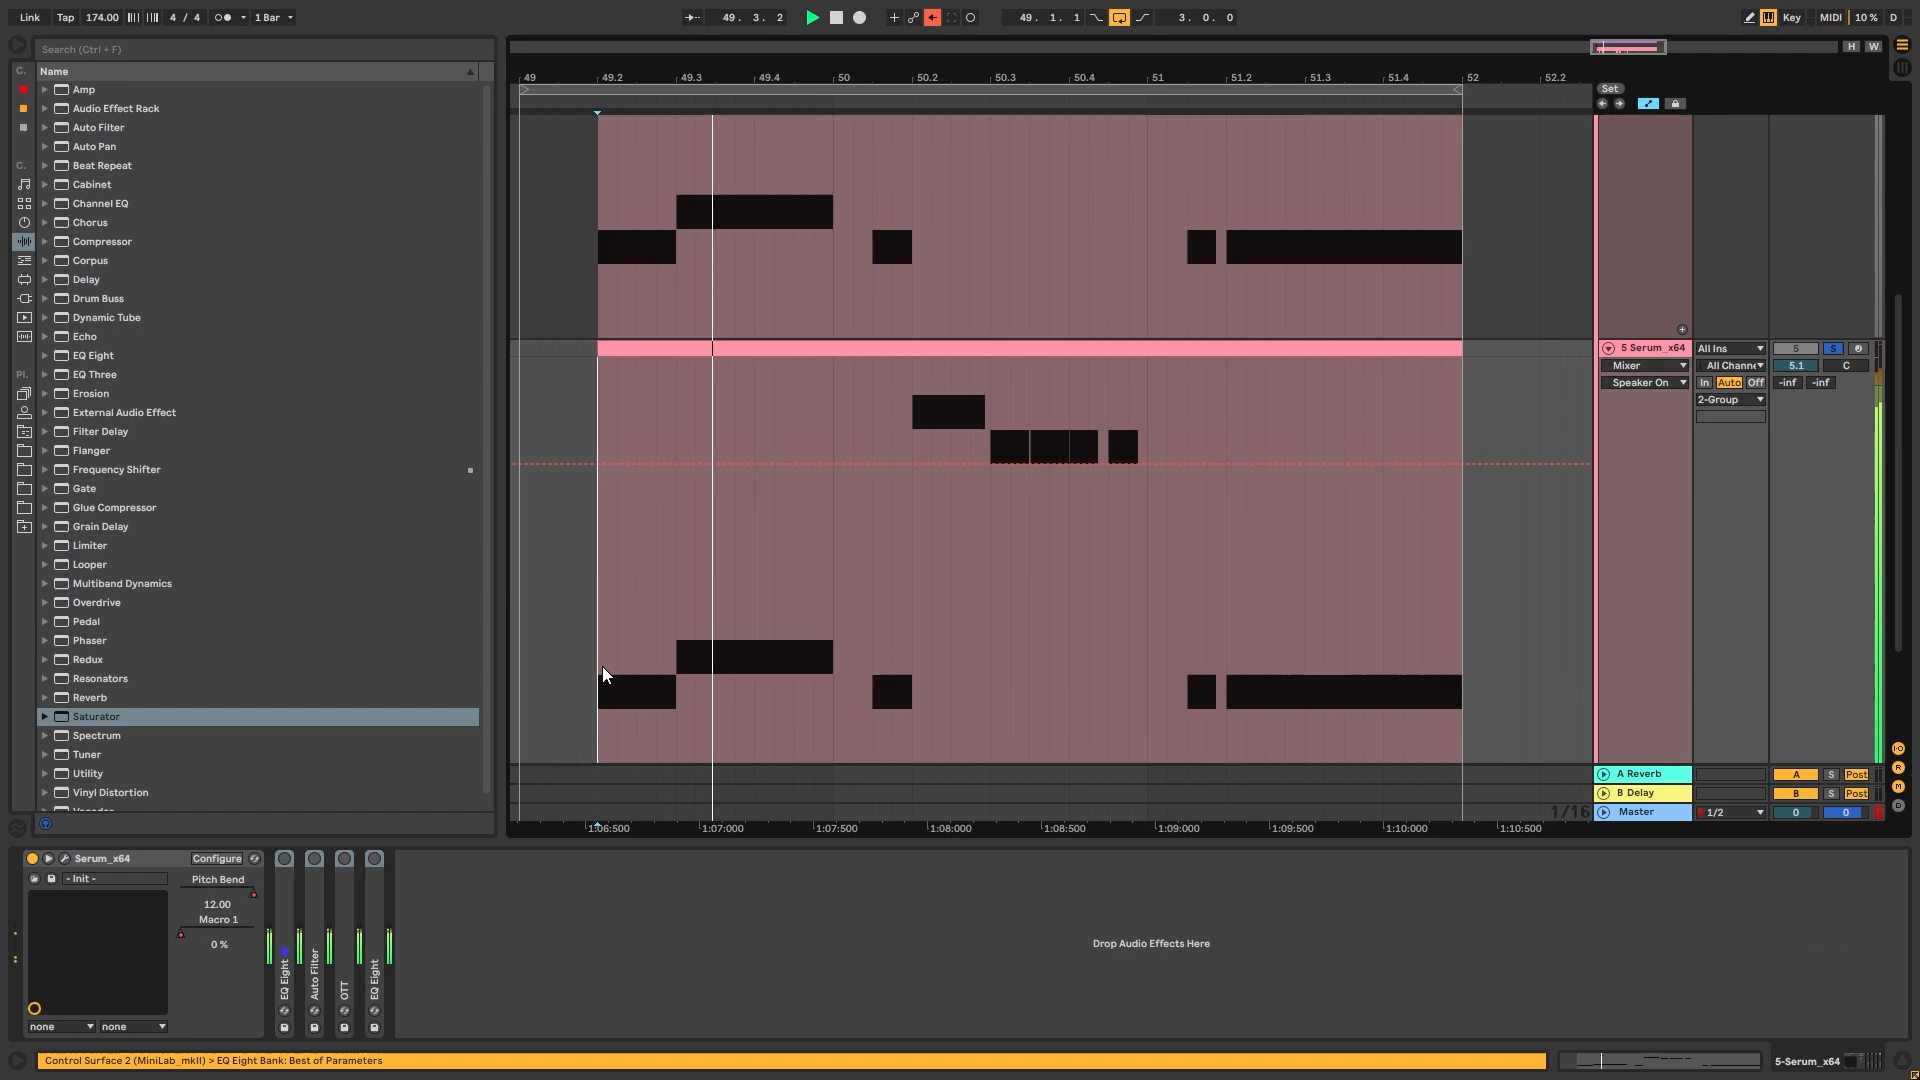 Link Tap 174.00 4 / 4 1 Bar 49. 3. 2 49. 1. 1 3. 0. 0 Key MIDI 10 % D
Search (Ctrl + F)
H W
C. Name
49 49.2 49.3 49.4 50 50.2 50.3 50.4 51 51.2 51.3 51.4 52 52.2
Set
Amp
Audio Effect Rack
Auto Filter
Auto Pan
C. Beat Repeat
Cabinet
Channel EQ
Chorus
Compressor
Corpus
Delay
Drum Buss
Dynamic Tube
Echo
EQ Eight
Pl. EQ Three
Erosion
External Audio Effect
Filter Delay
Flanger
Frequency Shifter
Gate
Glue Compressor
Grain Delay
Limiter
Looper
Multiband Dynamics
Overdrive
Pedal
Phaser
Redux
Resonators
Reverb
Saturator
Spectrum
Tuner
Utility
Vinyl Distortion
Vocoder
5 Serum_x64 All Ins 5 S
Mixer All Channe 5.1 C
Speaker On In Auto Off -inf -inf
2-Group
A Reverb A S Post
B Delay B S Post
1/16 Master 1/2 0 0
I·O
R
M
D
1:06:500 1:07:000 1:07:500 1:08:000 1:08:500 1:09:000 1:09:500 1:10:000 1:10:500
Serum_x64 Configure
- Init -
Pitch Bend
12.00
Macro 1
0 %
none none
EQ Eight
Auto Filter
OTT
EQ Eight
Drop Audio Effects Here
Control Surface 2 (MiniLab_mkII) > EQ Eight Bank: Best of Parameters
5-Serum_x64